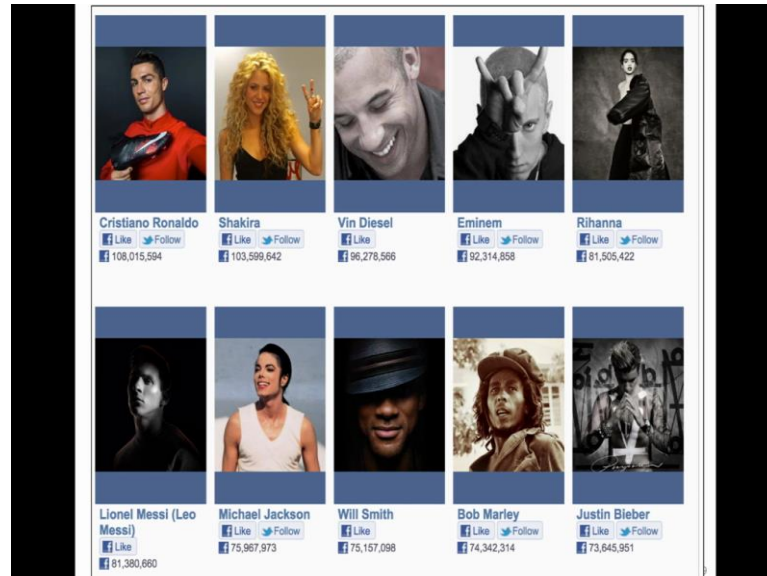 Cristiano Ronaldo
Like Follow
108,015,594
Shakira
Like Follow
103,599,642
Vin Diesel
Like
96,278,566
Eminem
Like Follow
92,314,858
Rihanna
Like Follow
81,505,422
Lionel Messi (Leo
Messi)
Like
81,380,660
Michael Jackson
Like Follow
75,967,973
Will Smith
Like
75,157,098
Bob Marley
Like Follow
74,342,314
Justin Bieber
Like Follow
73,645,951